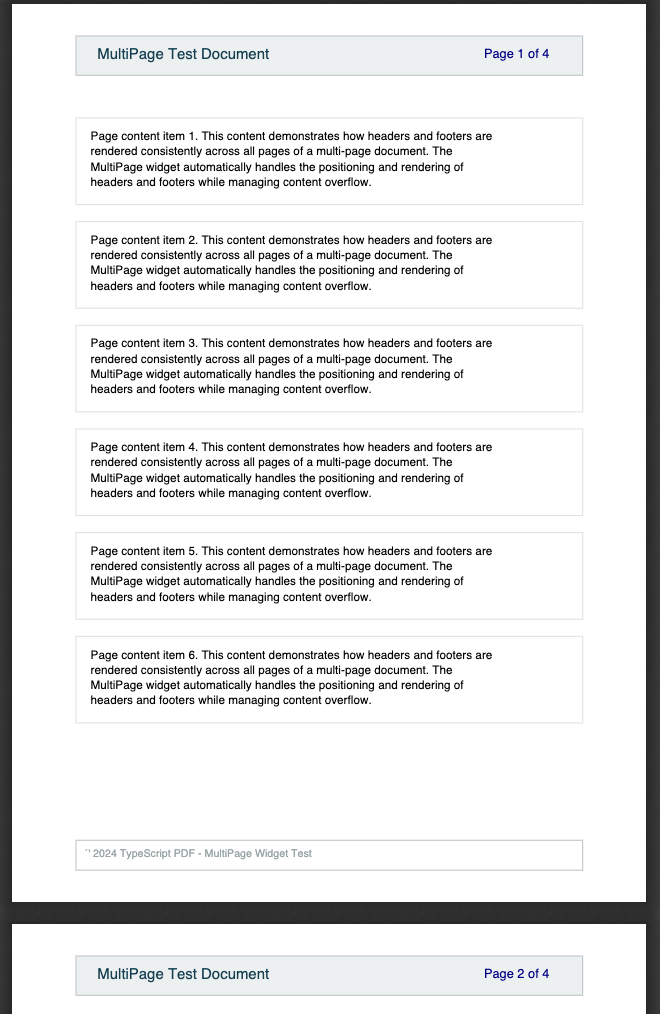 MultiPage Test Document
Page 1 of 4
Page content item 1. This content demonstrates how headers and footers are
rendered consistently across all pages of a multi-page document. The
MultiPage widget automatically handles the positioning and rendering of
headers and footers while managing content overflow.
Page content item 2. This content demonstrates how headers and footers are
rendered consistently across all pages of a multi-page document. The
MultiPage widget automatically handles the positioning and rendering of
headers and footers while managing content overflow.
Page content item 3. This content demonstrates how headers and footers are
rendered consistently across all pages of a multi-page document. The
MultiPage widget automatically handles the positioning and rendering of
headers and footers while managing content overflow.
Page content item 4. This content demonstrates how headers and footers are
rendered consistently across all pages of a multi-page document. The
MultiPage widget automatically handles the positioning and rendering of
headers and footers while managing content overflow.
Page content item 5. This content demonstrates how headers and footers are
rendered consistently across all pages of a multi-page document. The
MultiPage widget automatically handles the positioning and rendering of
headers and footers while managing content overflow.
Page content item 6. This content demonstrates how headers and footers are
rendered consistently across all pages of a multi-page document. The
MultiPage widget automatically handles the positioning and rendering of
headers and footers while managing content overflow.
2024 TypeScript PDF - MultiPage Widget Test
MultiPage Test Document
Page 2 of 4